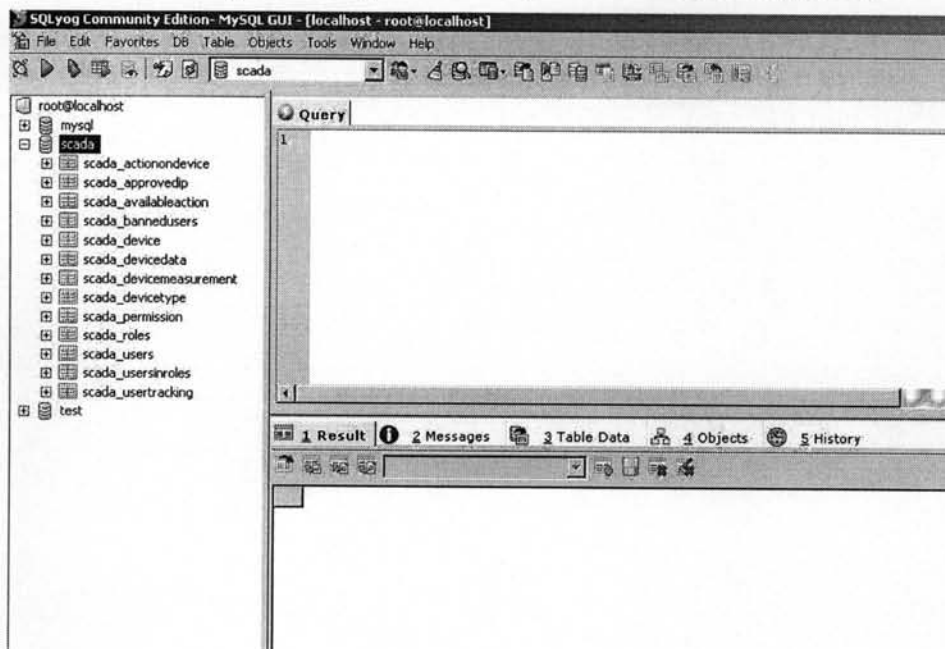 SQLyog Community Edition- MySQL GUI - [localhost - root@localhost]
File Edit Favorites DB Table Objects Tools Window Help
scada
root@localhost
mysql
scada
scada_actionondevice
scada_approvedip
scada_availableaction
scada_bannedusers
scada_device
scada_devicedata
scada_devicemeasurement
scada_devicetype
scada_permission
scada_roles
scada_users
scada_usersinroles
scada_usertracking
test
Query
1
1 Result 2 Messages 3 Table Data 4 Objects 5 History